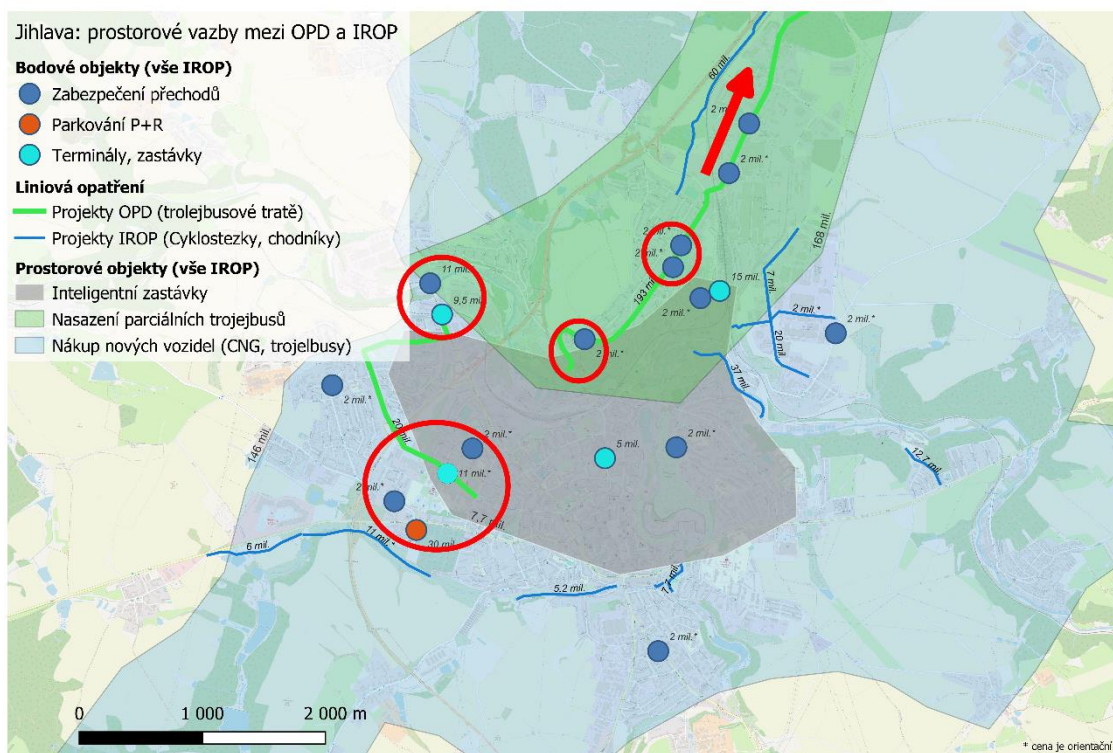 Jihlava: prostorové vazby mezi OPD a IROP
Bodové objekty (vše IROP)
Zabezpečení přechodů
Parkování P+R
Terminály, zastávky
Liniová opatření
Projekty OPD (trolejbusové tratě)
Projekty IROP (Cyklostezky, chodníky)
Prostorové objekty (vše IROP)
Inteligentní zastávky
Nasazení parciálních trojejbusů
Nákup nových vozidel (CNG, trojelbusy)
60 mil.
2 mil.*
2 mil.*
2 mil.*
2 mil.*
168 mil.
11 mil.*
15 mil.
7 mil.
9,5 mil.
193 mil.
2 mil.*
2 mil.*
2 mil.*
2 mil.*
20 mil.
37 mil.
2 mil.*
146 mil.
20 mil.
2 mil.*
5 mil.
2 mil.*
12,7 mil.
11 mil.*
2 mil.*
7,7 mil.
30 mil.
11 mil.*
6 mil.
5,2 mil.
2 mil.*
0
1 000
2 000 m
* cena je orientační